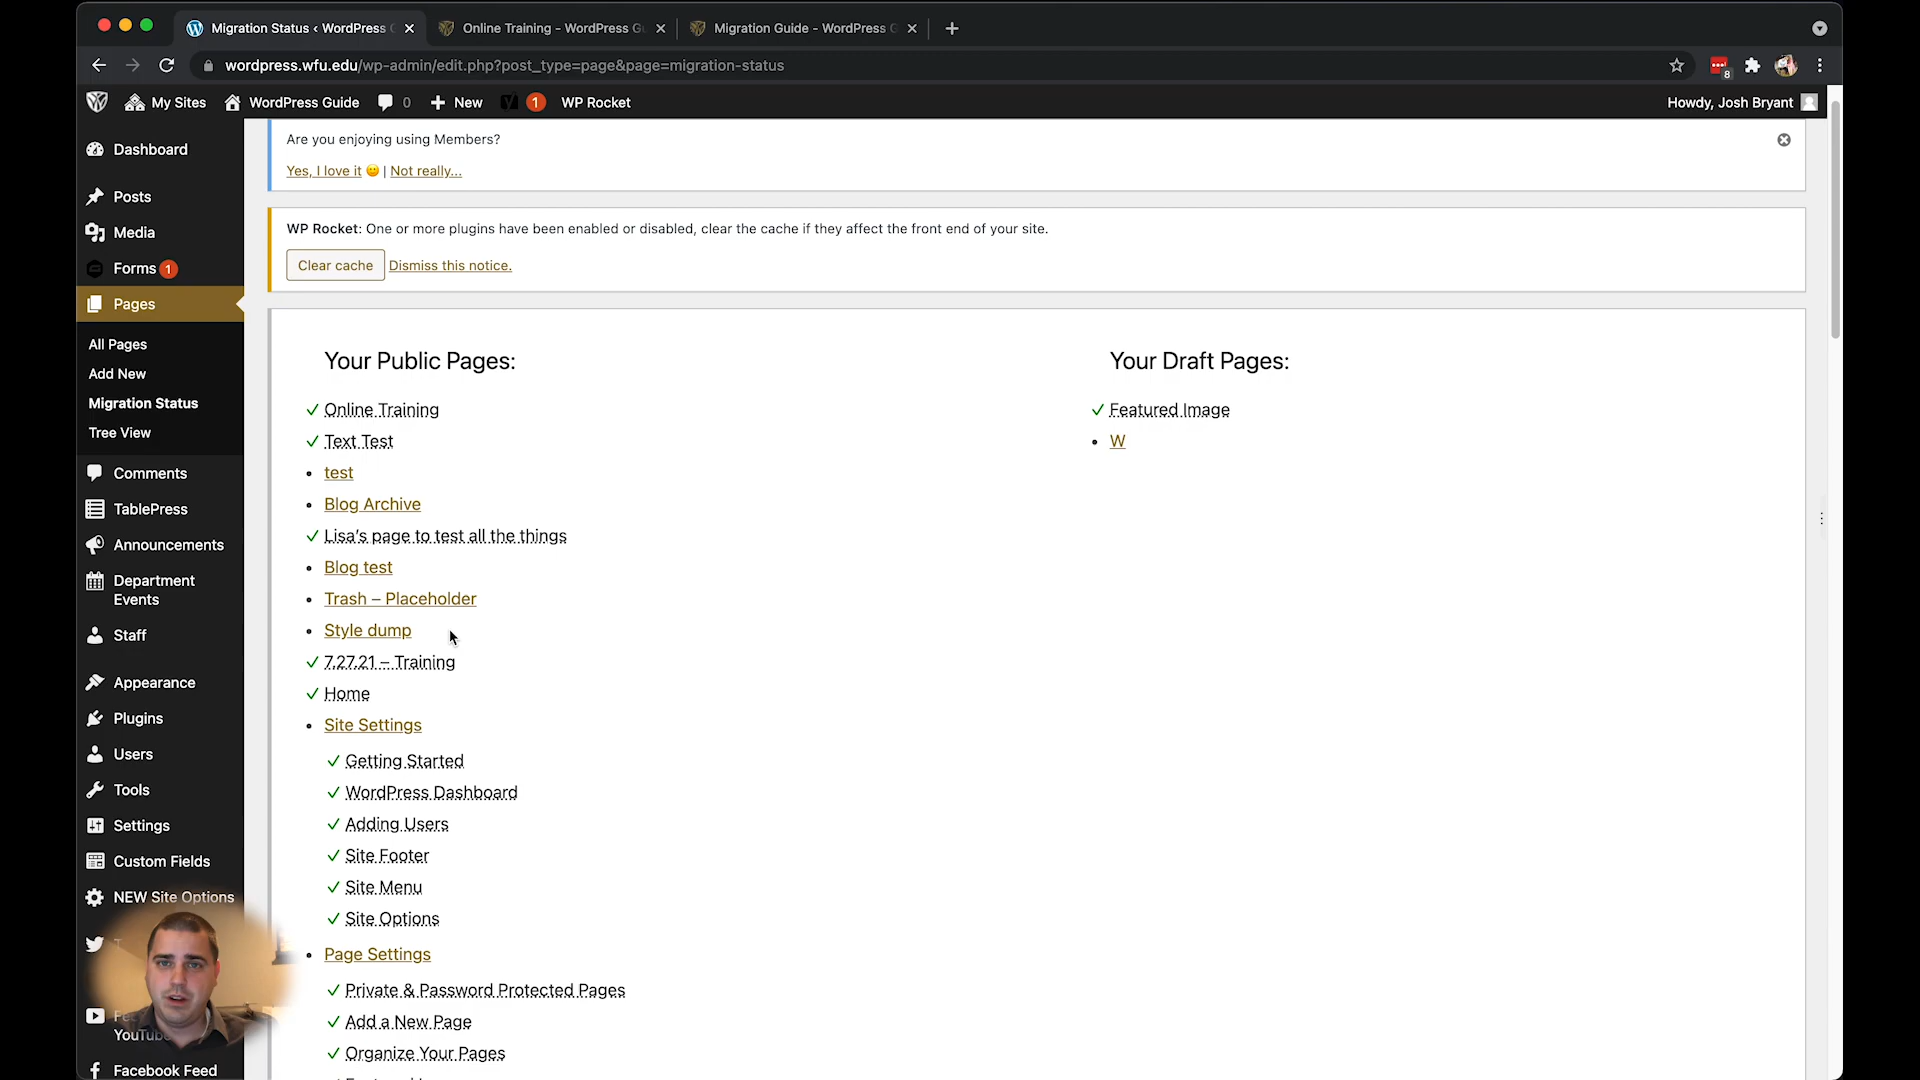 Migration Status ‹ WordPress
Online Training - WordPress Gu
Migration Guide - WordPress G
wordpress.wfu.edu/wp-admin/edit.php?post_type=page&page=migration-status
8
My Sites
WordPress Guide
0
New
1
WP Rocket
Howdy, Josh Bryant
Dashboard
Posts
Media
Forms 1
Pages
All Pages
Add New
Migration Status
Tree View
Comments
TablePress
Announcements
Department
Events
Staff
Appearance
Plugins
Users
Tools
Settings
Custom Fields
NEW Site Options
YouTube
Facebook Feed
Are you enjoying using Members?
Yes, I love it 🙂 | Not really...
WP Rocket: One or more plugins have been enabled or disabled, clear the cache if they affect the front end of your site.
Clear cache Dismiss this notice.
Your Public Pages:
Online Training
Text Test
test
Blog Archive
Lisa's page to test all the things
Blog test
Trash – Placeholder
Style dump
7.27.21 – Training
Home
Site Settings
Getting Started
WordPress Dashboard
Adding Users
Site Footer
Site Menu
Site Options
Page Settings
Private & Password Protected Pages
Add a New Page
Organize Your Pages
Your Draft Pages:
Featured Image
W